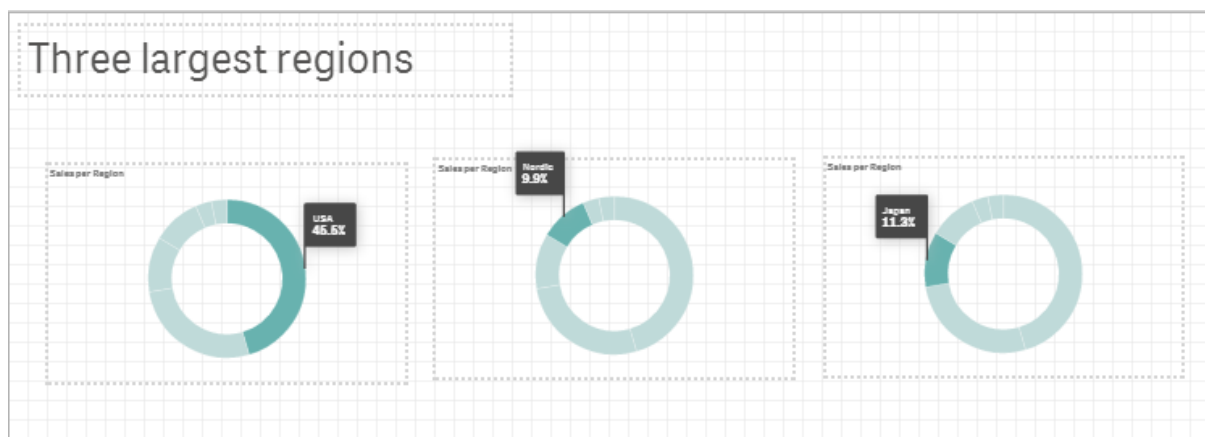 Three largest regions
Sales per Region
USA
45.5%
Sales per Region
Nordic
9.9%
Sales per Region
Japan
11.3%